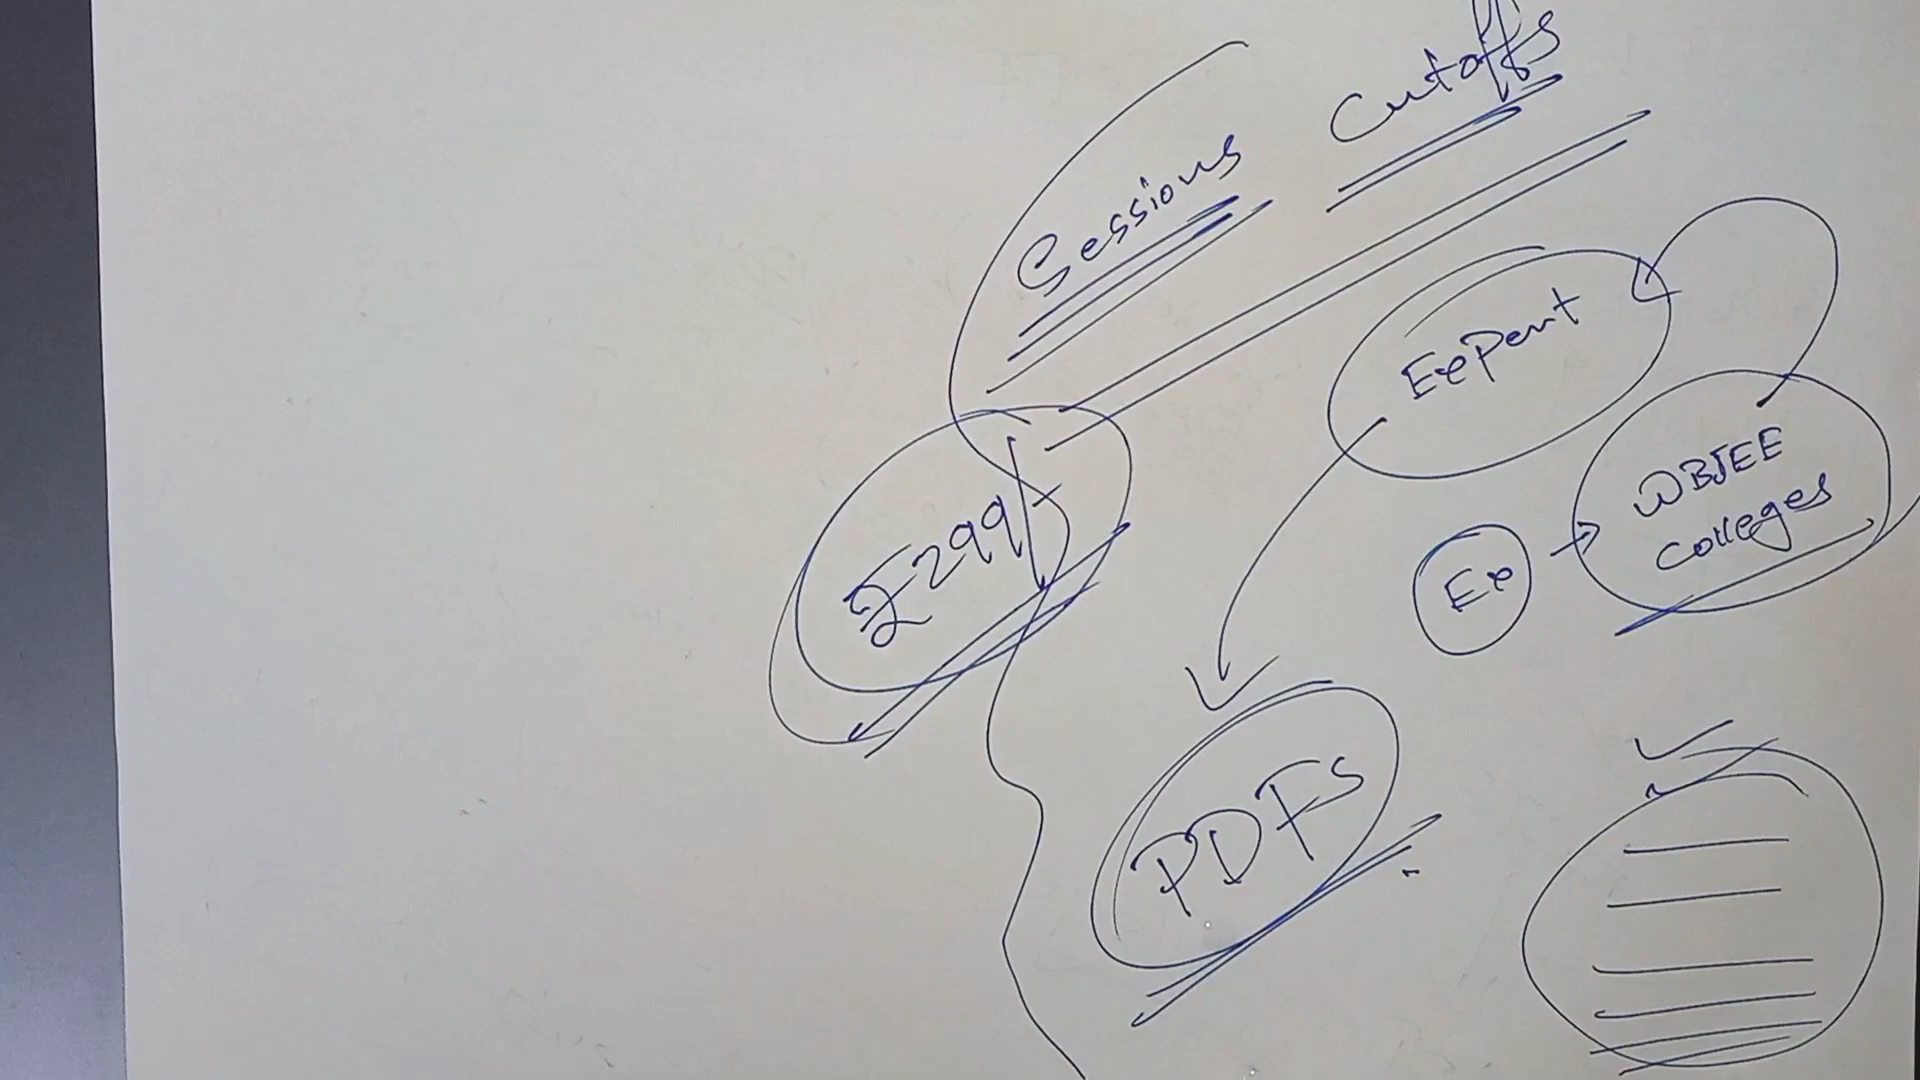 Cutoffs
Sessions
Expert
WBJEE
Colleges
₹299/-
Ex
PDFs